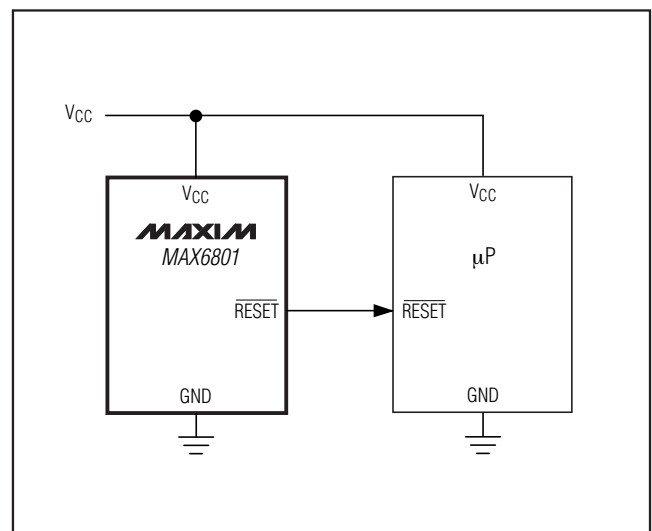 VCC
VCC
MAXIM
MAX6801
RESET
GND
VCC
μP
RESET
GND